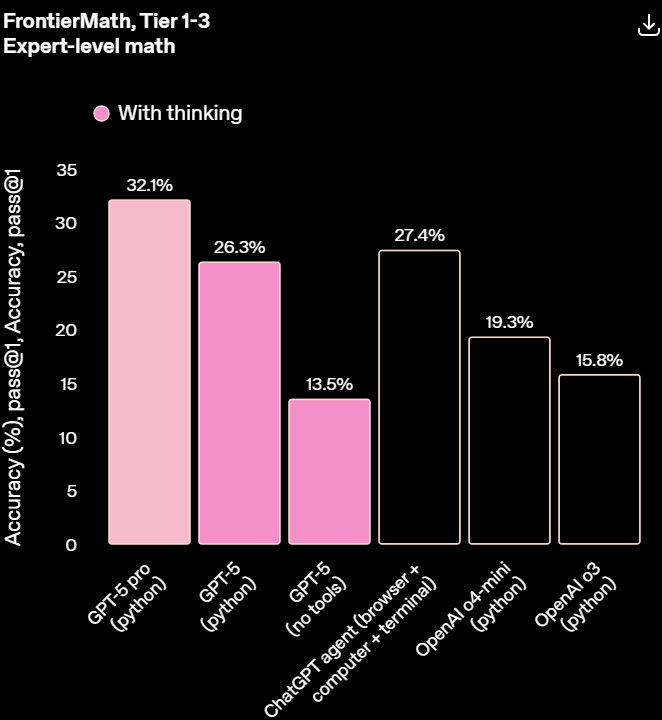 FrontierMath, Tier 1-3
Expert-level math
With thinking
Accuracy (%), pass@1, Accuracy, pass@1
35
30
25
20
15
10
5
0
32.1%
26.3%
13.5%
27.4%
19.3%
15.8%
GPT-5 pro
(python)
GPT-5
(python)
GPT-5
(no tools)
ChatGPT agent (browser +
computer + terminal)
OpenAI o4-mini
(python)
OpenAI o3
(python)